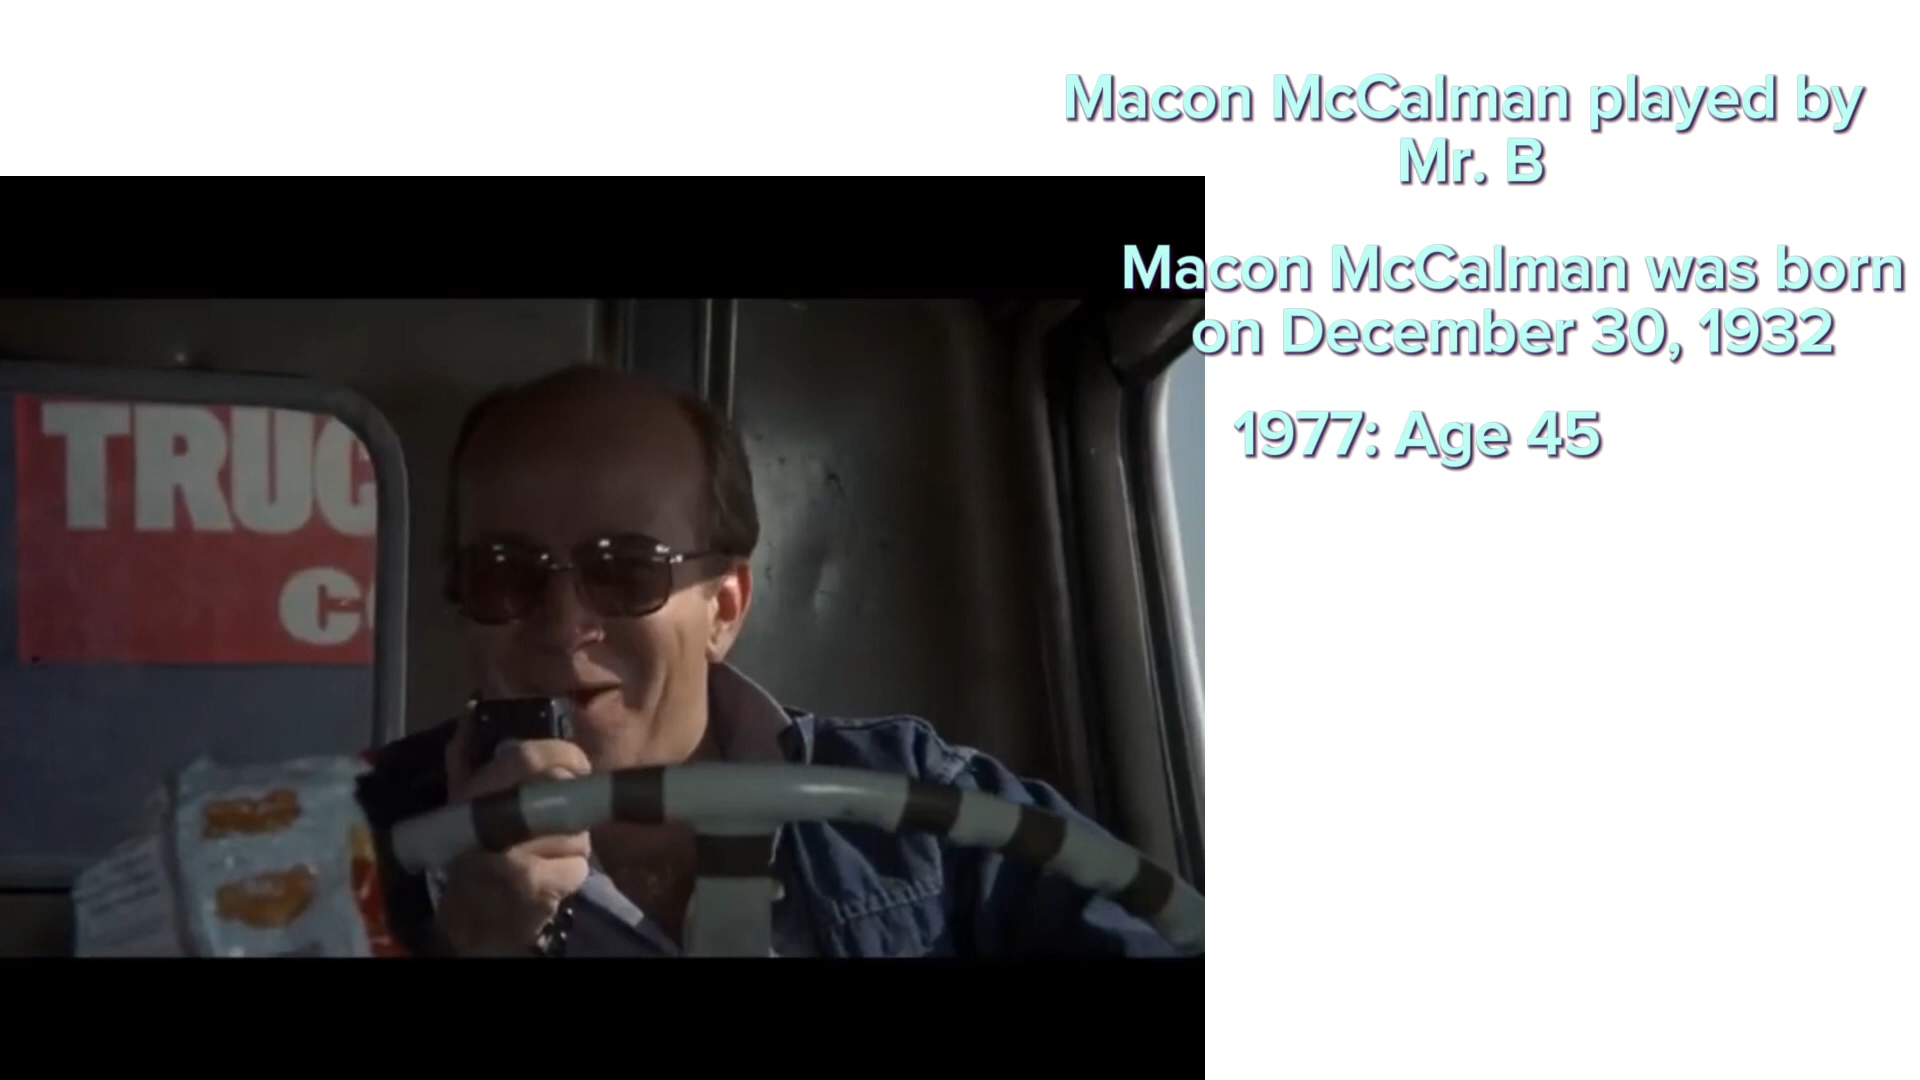 Macon McCalman played by
Mr. B
Macon McCalman was born
on December 30, 1932
1977: Age 45
TRUC
C